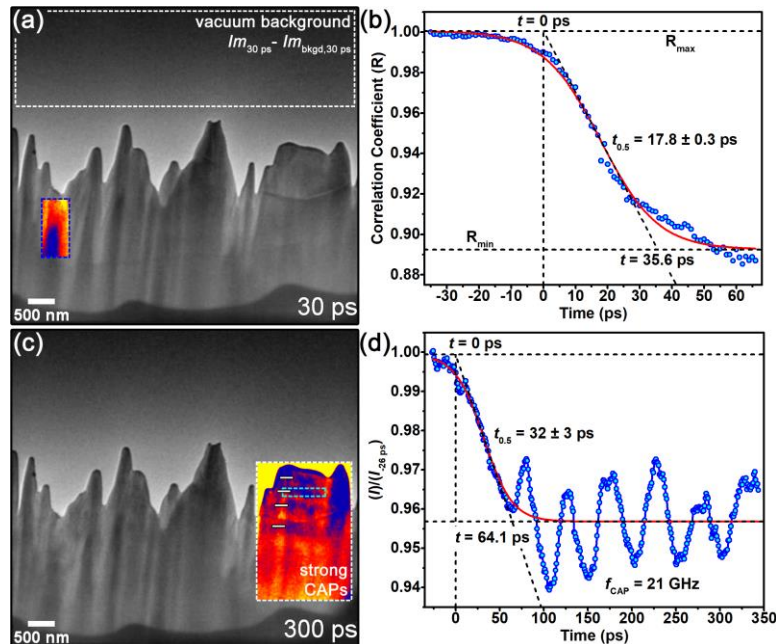 (a)
vacuum background
Im30 ps- Imbkgd,30 ps
500 nm
30 ps
(b)
t = 0 ps
Rmax
t0.5 = 17.8 ± 0.3 ps
Rmin
t = 35.6 ps
Correlation Coefficient (R)
1.00
0.98
0.96
0.94
0.92
0.90
0.88
-30 -20 -10 0 10 20 30 40 50 60
Time (ps)
(c)
strong
CAPs
500 nm
300 ps
(d)
t = 0 ps
t0.5 = 32 ± 3 ps
t = 64.1 ps
fCAP = 21 GHz
(I)/(I-26 ps)
1.00
0.99
0.98
0.97
0.96
0.95
0.94
0 50 100 150 200 250 300 350
Time (ps)